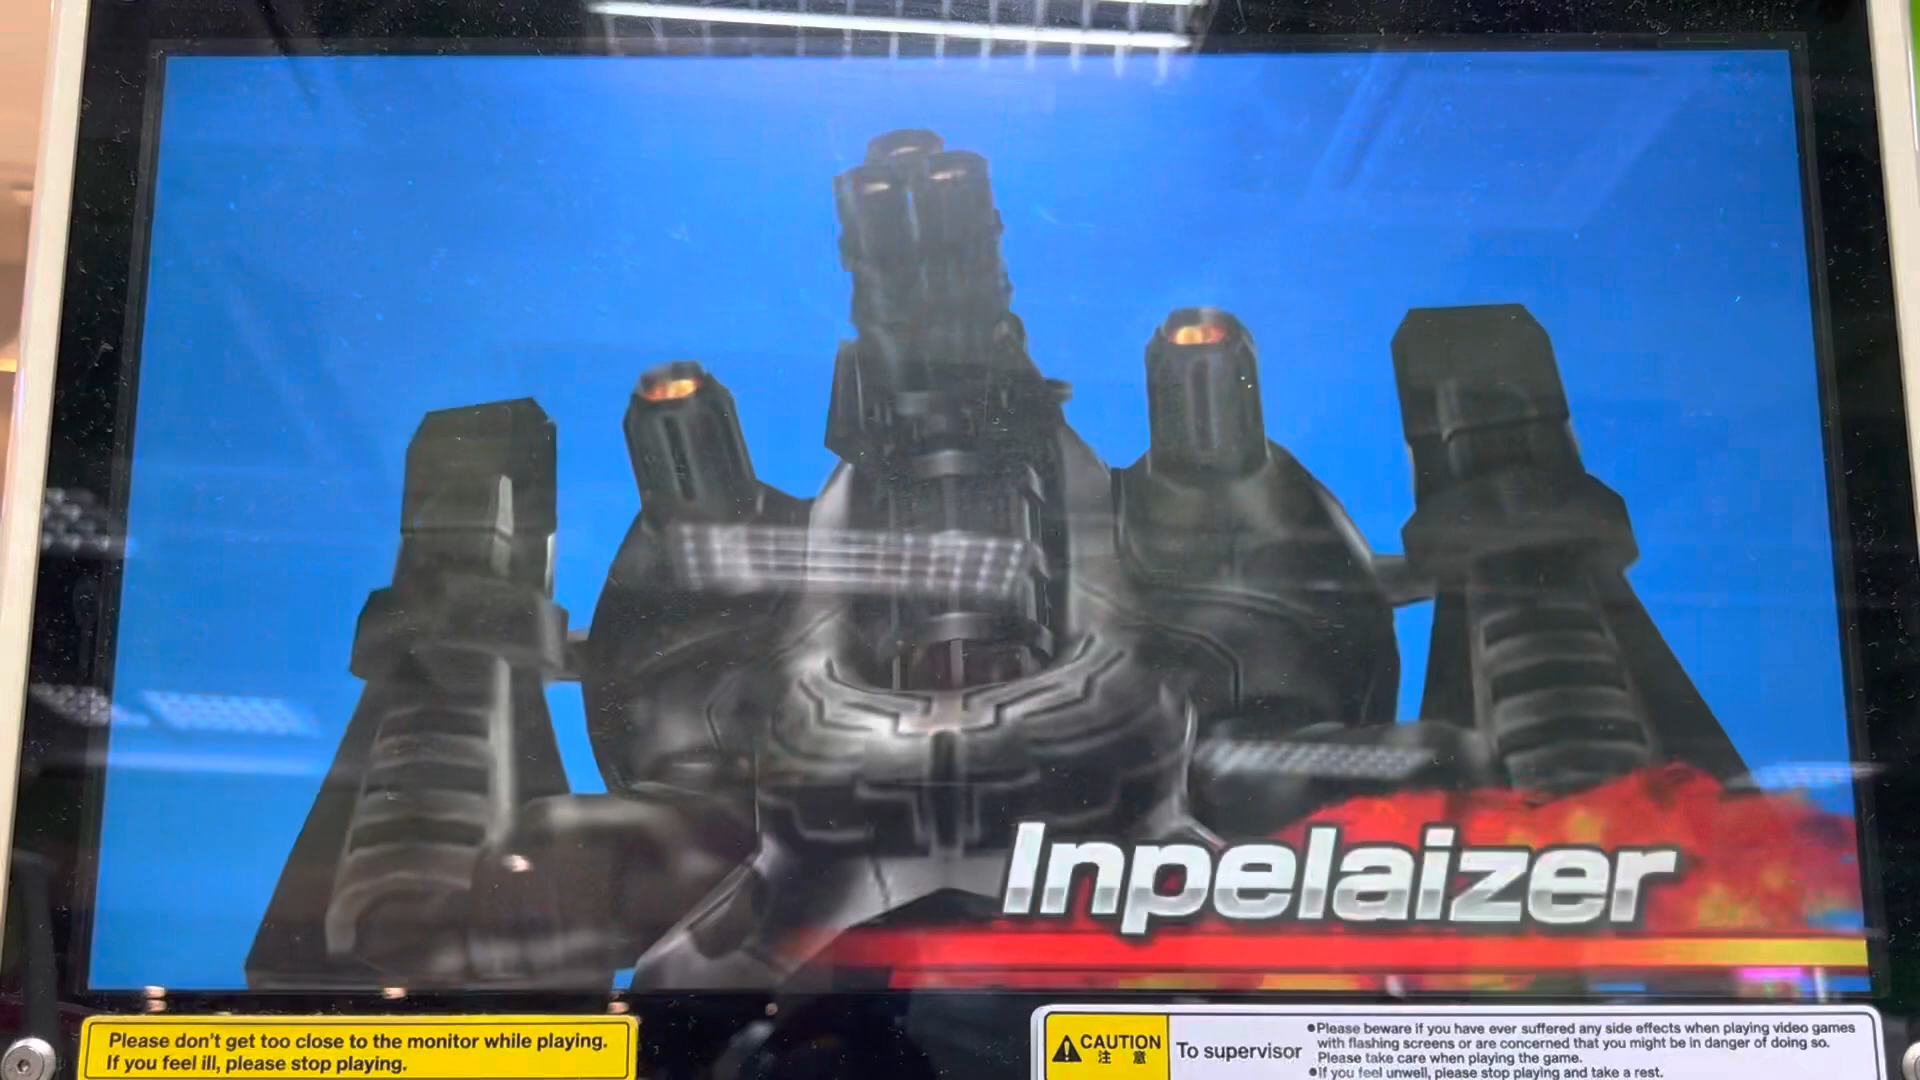 Inpelaizer
Please don't get too close to the monitor while playing.
If you feel ill, please stop playing.
CAUTION
注 意
To supervisor
●Please beware if you have ever suffered any side effects when playing video games
with flashing screens or are concerned that you might be in danger of doing so.
Please take care when playing the game.
●If you feel unwell, please stop playing and take a rest.